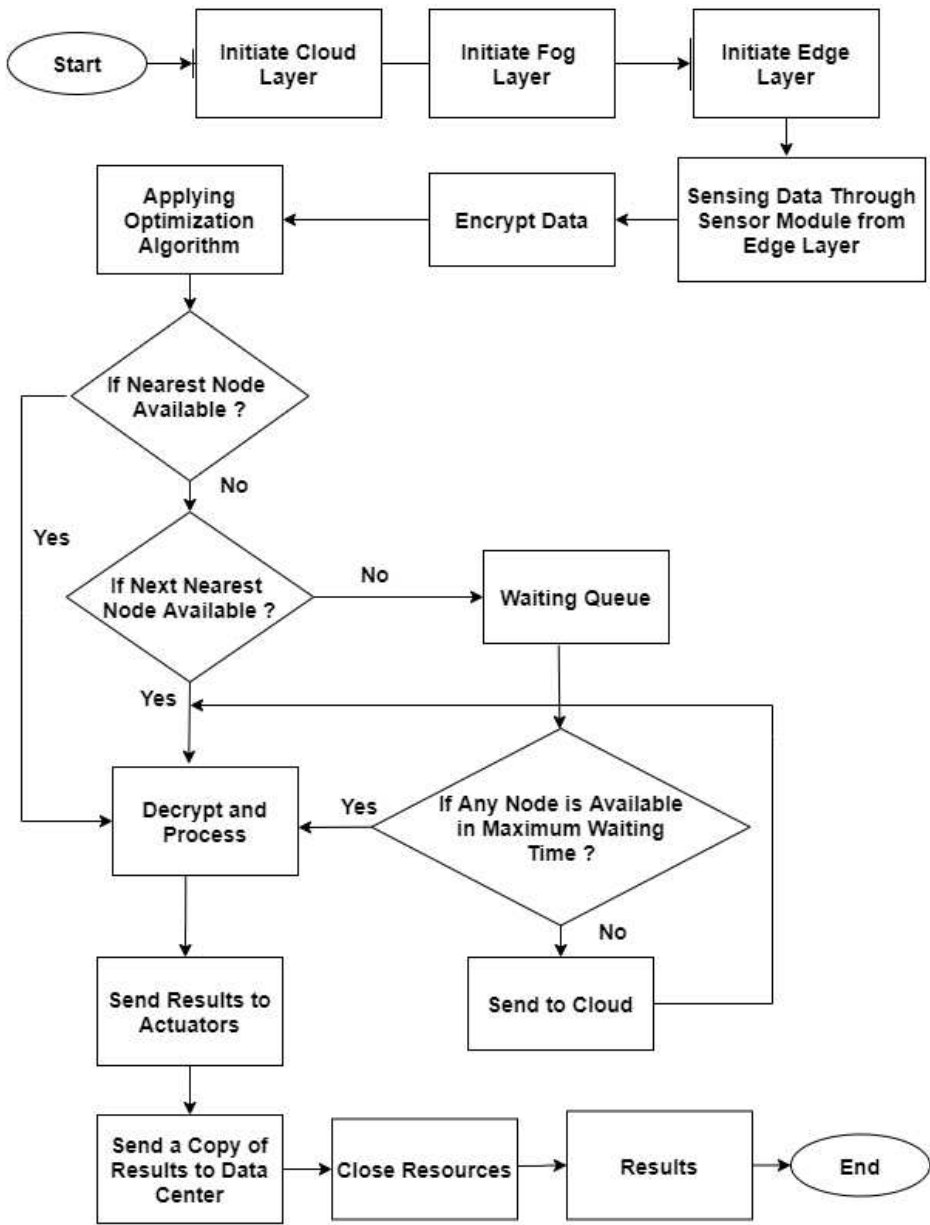 Start
Initiate Cloud
Layer
Initiate Fog
Layer
Initiate Edge
Layer
Applying
Optimization
Algorithm
Encrypt Data
Sensing Data Through
Sensor Module from
Edge Layer
If Nearest Node
Available ?
No
Yes
If Next Nearest
Node Available ?
No
Waiting Queue
Yes
Decrypt and
Process
Yes
If Any Node is Available
in Maximum Waiting
Time ?
No
Send Results to
Actuators
Send to Cloud
Send a Copy of
Results to Data
Center
Close Resources
Results
End